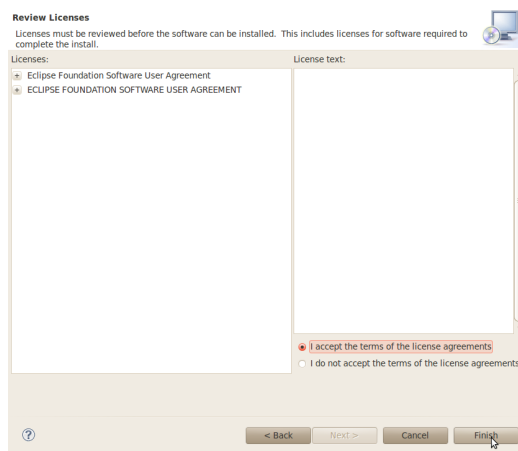 Review Licenses
Licenses must be reviewed before the software can be installed. This includes licenses for software required to
complete the install.
Licenses:
License text:
Eclipse Foundation Software User Agreement
ECLIPSE FOUNDATION SOFTWARE USER AGREEMENT
I accept the terms of the license agreements
I do not accept the terms of the license agreements
< Back
Next >
Cancel
Finish